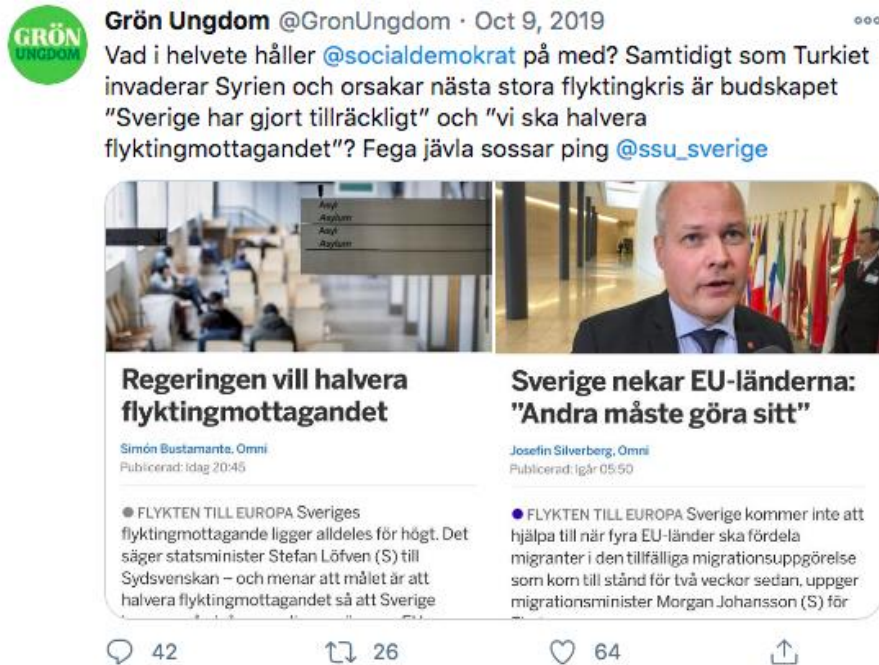 GRÖN
UNGDOM
Grön Ungdom @GronUngdom · Oct 9, 2019
Vad i helvete håller @socialdemokrat på med? Samtidigt som Turkiet
invaderar Syrien och orsakar nästa stora flyktingkris är budskapet
”Sverige har gjort tillräckligt” och ”vi ska halvera
flyktingmottagandet”? Fega jävla sossar ping @ssu_sverige
Asyl
Asylum
Asyl
Asylum
Regeringen vill halvera
flyktingmottagandet
Simón Bustamante, Omni
Publicerad: Idag 20:45
● FLYKTEN TILL EUROPA Sveriges
flyktingmottagande ligger alldeles för högt. Det
säger statsminister Stefan Löfven (S) till
Sydsvenskan – och menar att målet är att
halvera flyktingmottagandet så att Sverige
Sverige nekar EU-länderna:
”Andra måste göra sitt”
Josefin Silverberg, Omni
Publicerad: Igår 05:50
● FLYKTEN TILL EUROPA Sverige kommer inte att
hjälpa till när fyra EU-länder ska fördela
migranter i den tillfälliga migrationsuppgörelse
som kom till stånd för två veckor sedan, uppger
migrationsminister Morgan Johansson (S) för
42 26 64